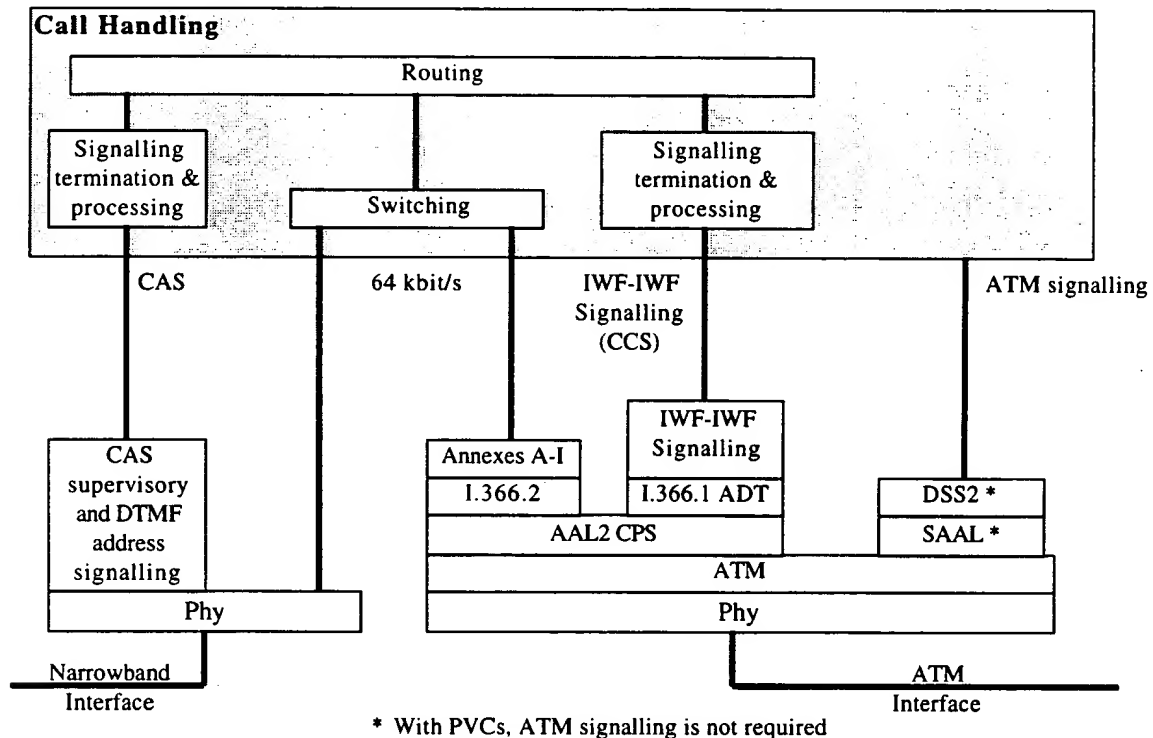 Call Handling
Routing
Signalling
termination &
processing
Switching
Signalling
termination &
processing
CAS
64 kbit/s
IWF-IWF
Signalling
(CCS)
ATM signalling
CAS
supervisory
and DTMF
address
signalling
Annexes A-I
I.366.2
IWF-IWF
Signalling
I.366.1 ADT
AAL2 CPS
DSS2 *
SAAL *
ATM
Phy
Phy
Narrowband
Interface
ATM
Interface
* With PVCs, ATM signalling is not required